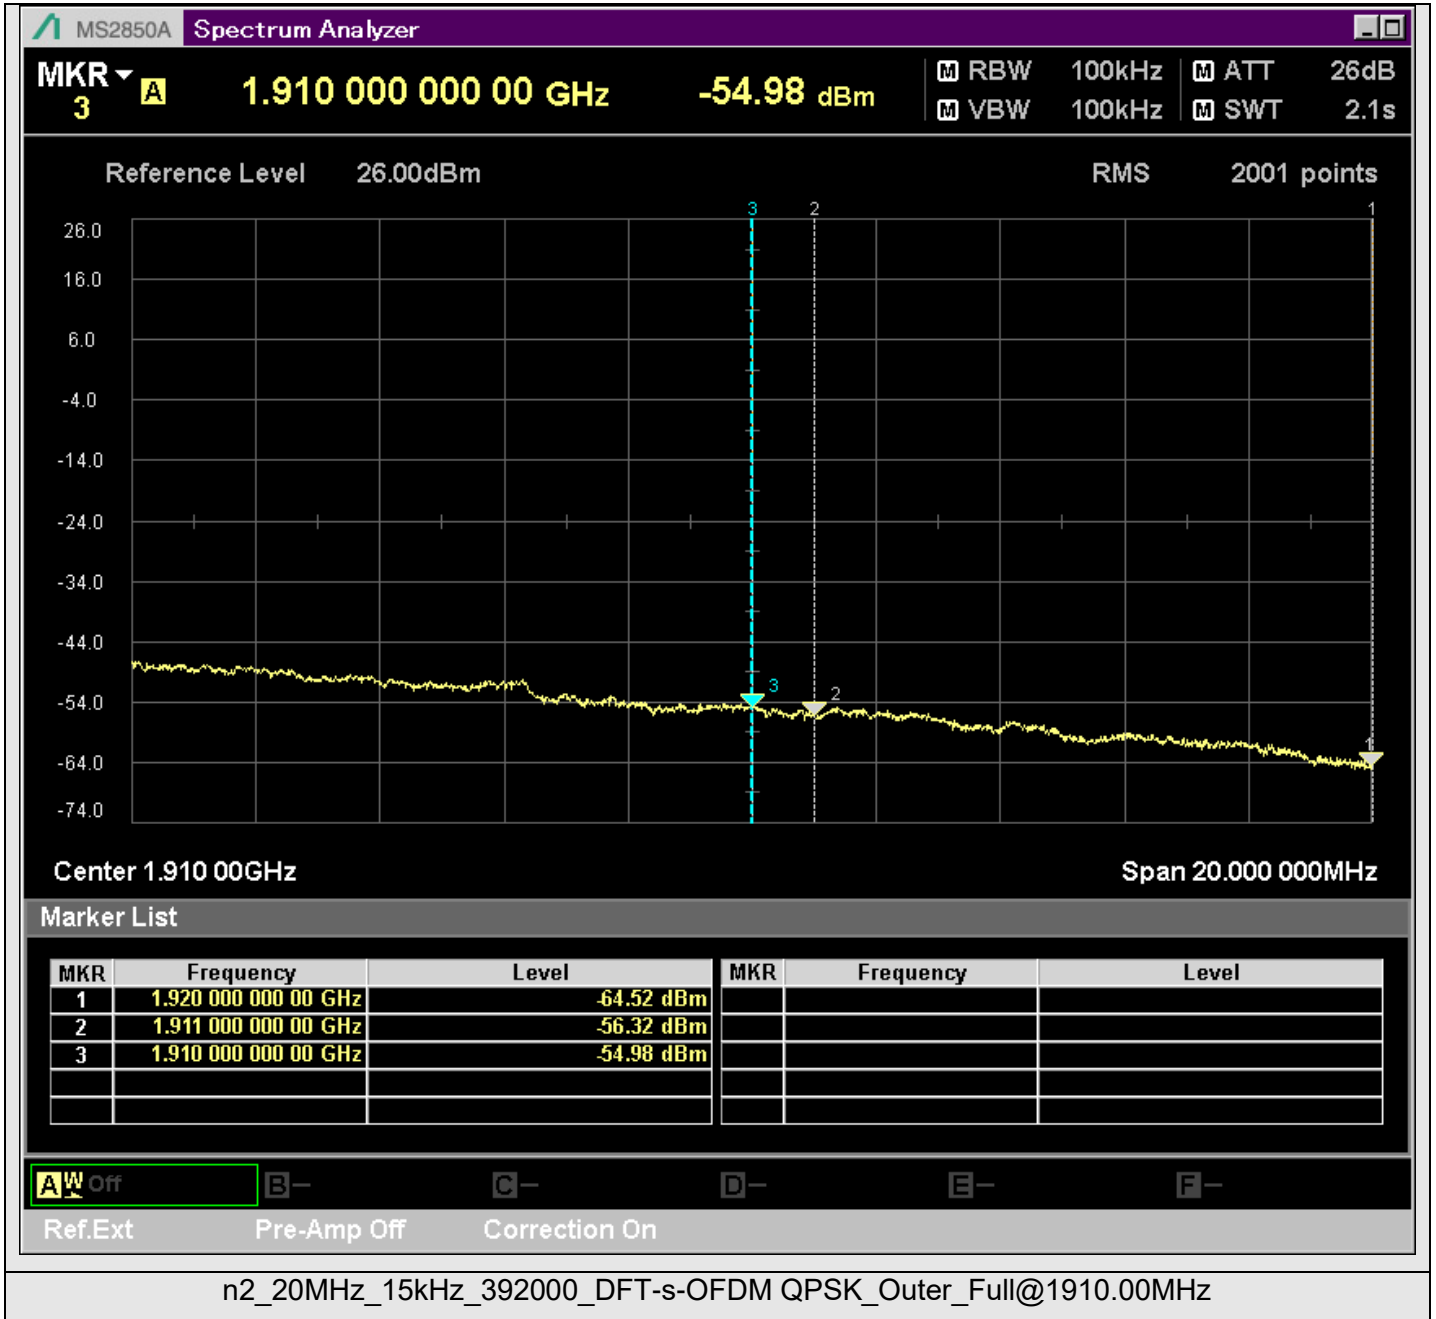 MS2850A Spectrum Analyzer
MKR A 1.910 000 000 00 GHz -54.98 dBm M RBW 100kHz M ATT 26dB
3 M VBW 100kHz M SWT 2.1s
Reference Level 26.00dBm RMS 2001 points
3 2 1
26.0
16.0
6.0
-4.0
-14.0
-24.0
-34.0
-44.0
3
-54.0 2
1
-64.0
-74.0
Center 1.910 00GHz Span 20.000 000MHz
Marker List
MKR Frequency Level MKR Frequency Level
1 1.920 000 000 00 GHz -64.52 dBm
2 1.911 000 000 00 GHz -56.32 dBm
3 1.910 000 000 00 GHz -54.98 dBm
A W Off B – C – D – E – F –
Ref.Ext Pre-Amp Off Correction On
n2_20MHz_15kHz_392000_DFT-s-OFDM QPSK_Outer_Full@1910.00MHz